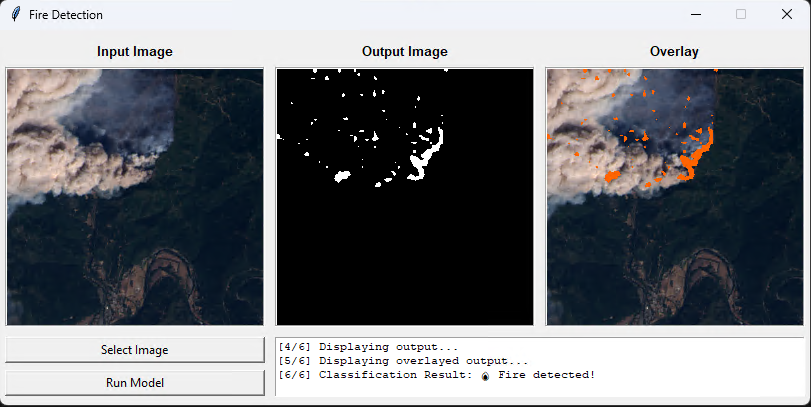 Fire Detection
Input Image
Output Image
Overlay
Select Image
Run Model
[4/6] Displaying output...
[5/6] Displaying overlayed output...
[6/6] Classification Result: 🔥 Fire detected!